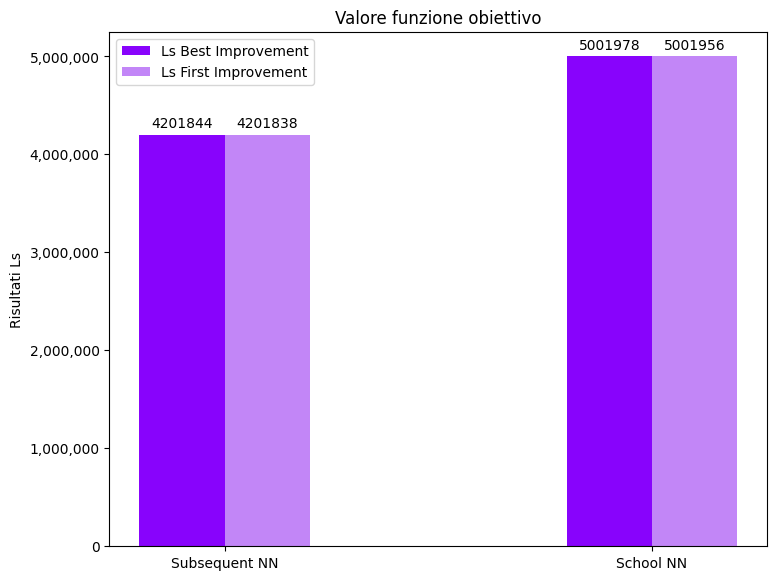 Valore funzione obiettivo
Ls Best Improvement
Ls First Improvement
5001978 5001956
4201844 4201838
Risultati Ls
5,000,000
4,000,000
3,000,000
2,000,000
1,000,000
0
Subsequent NN School NN